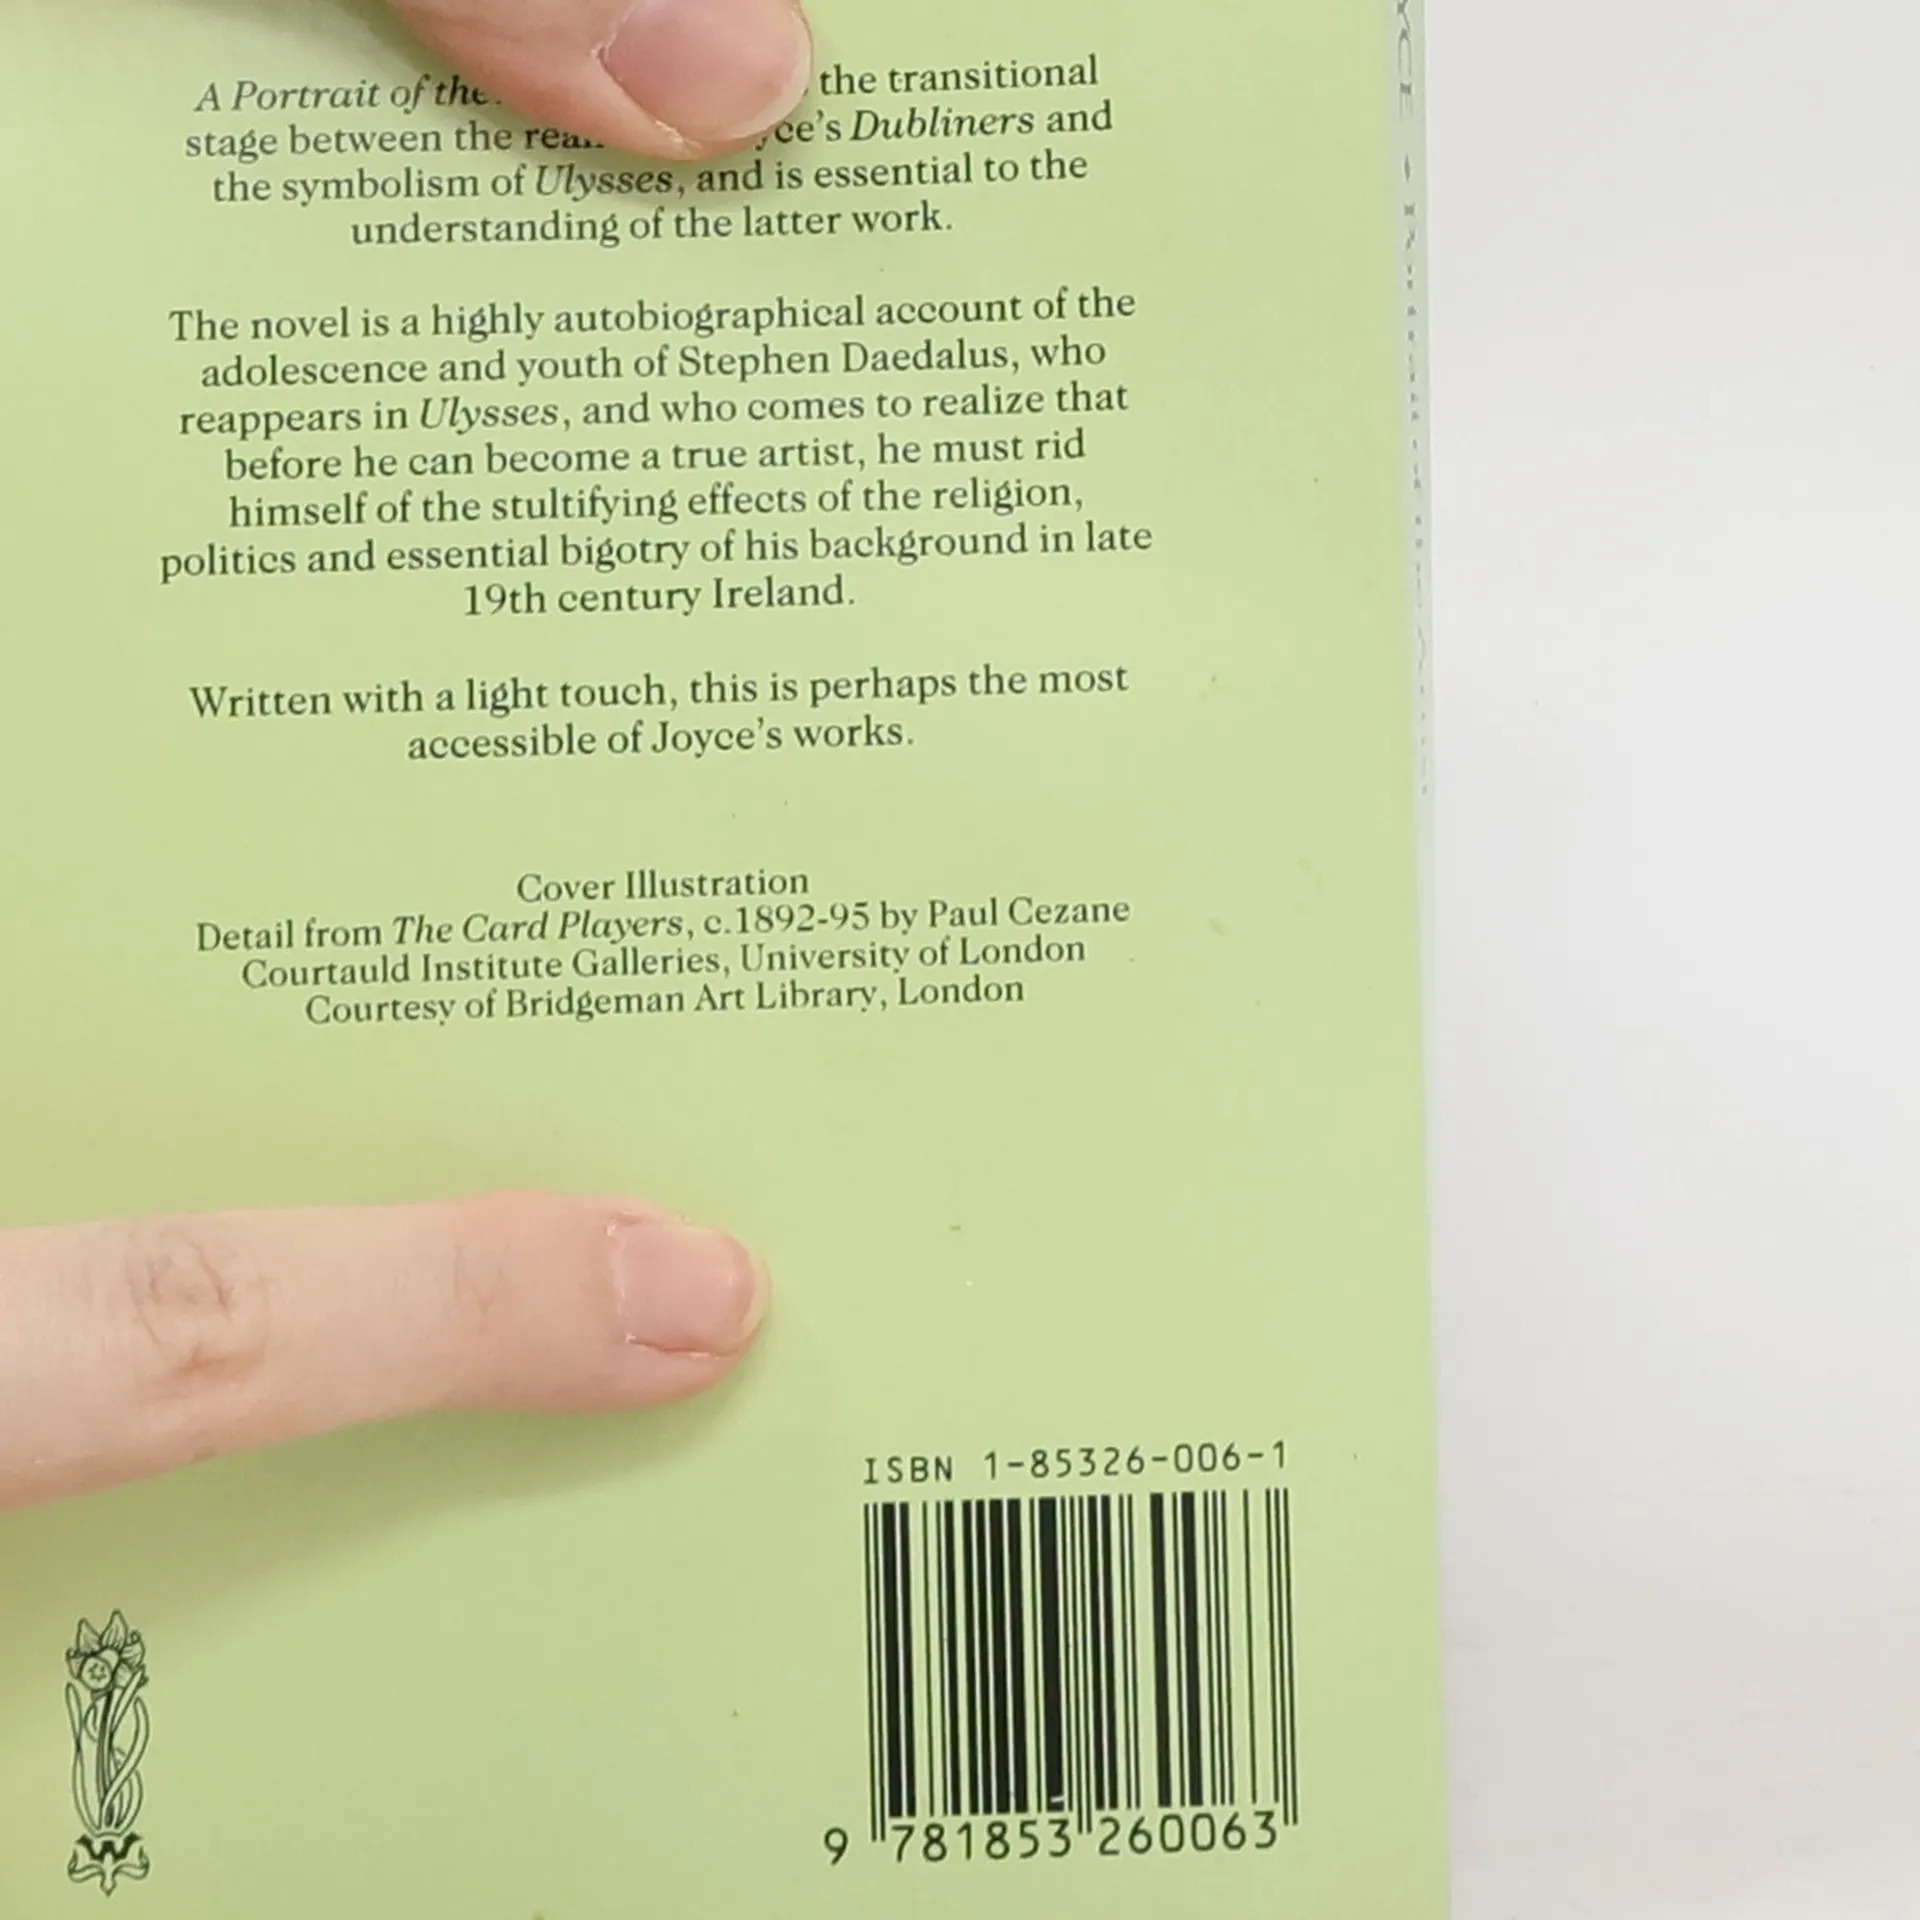 A Portrait of the the transitional
stage between the ce's Dubliners and
the symbolism of Ulysses, and is essential to the
understanding of the latter work.
The novel is a highly autobiographical account of the
adolescence and youth of Stephen Daedalus, who
reappears in Ulysses, and who comes to realize that
before he can become a true artist, he must rid
himself of the stultifying effects of the religion,
politics and essential bigotry of his background in late
19th century Ireland.
Written with a light touch, this is perhaps the most
accessible of Joyce's works.
Cover Illustration
Detail from The Card Players, c.1892-95 by Paul Cezane
Courtauld Institute Galleries, University of London
Courtesy of Bridgeman Art Library, London
ISBN 1-85326-006-1
9 781853 260063
W